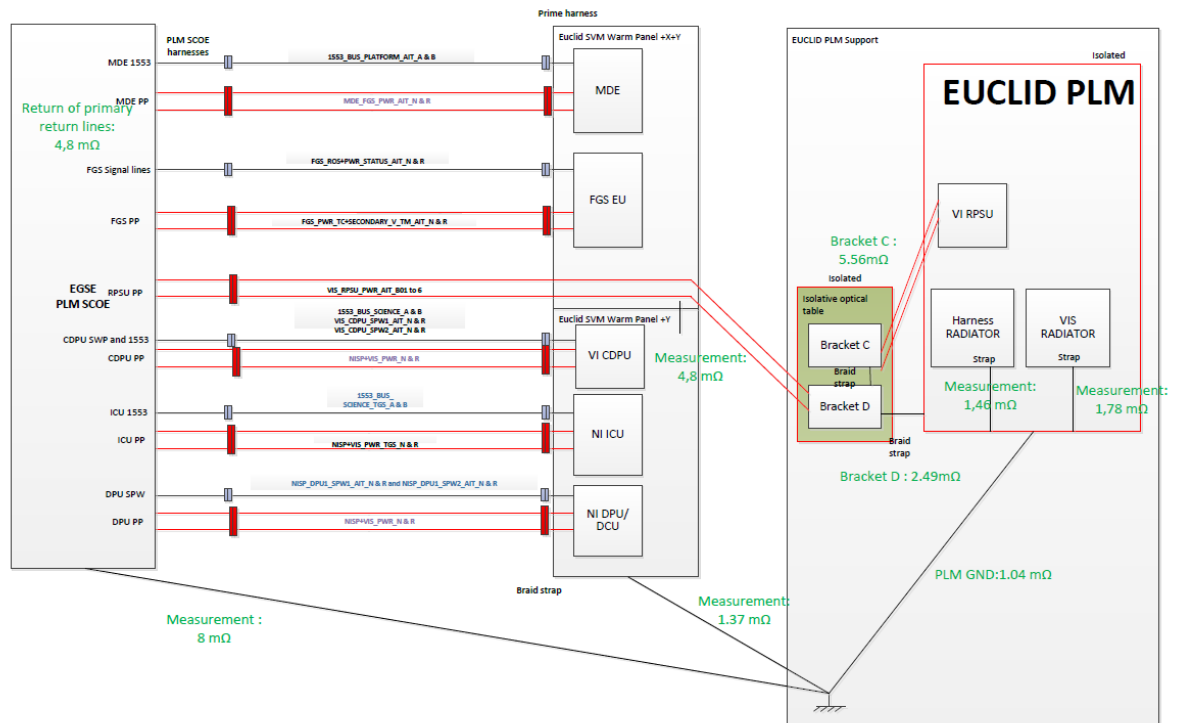 Prime harness
PLM SCOE
harnesses
MDE 1553
1553_BUS_PLATFORM_AIT_A & B
MDE PP
MDE_FGS_PWR_AIT_N & R
Return of primary
return lines:
4,8 mΩ
FGS Signal lines
FGS_ROS+PWR_STATUS_AIT_N & R
FGS PP
FGS_PWR_TC+SECONDARY_V_TM_AIT_N & R
EGSE
PLM SCOE
RPSU PP
VIS_RPSU_PWR_AIT_B01 to 6
CDPU SWP and 1553
1553_BUS_SCIENCE_A & B
VIS_CDPU_SPW1_AIT_N & R
VIS_CDPU_SPW2_AIT_N & R
CDPU PP
NISP+VIS_PWR_N & R
ICU 1553
1553_BUS_
SCIENCE_TGS_A & B
ICU PP
NISP+VIS_PWR_TGS_N & R
DPU SPW
NISP_DPU1_SPW1_AIT_N & R and NISP_DPU1_SPW2_AIT_N & R
DPU PP
NISP+VIS_PWR_N & R
Euclid SVM Warm Panel +X+Y
MDE
FGS EU
Euclid SVM Warm Panel +Y
VI CDPU
NI ICU
NI DPU/
DCU
Braid strap
Measurement:
4,8 mΩ
Measurement :
8 mΩ
Measurement:
1.37 mΩ
EUCLID PLM Support
Isolated
EUCLID PLM
VI RPSU
Bracket C :
5.56mΩ
Isolated
Isolative optical
table
Bracket C
Braid
strap
Bracket D
Braid
strap
Bracket D : 2.49mΩ
Harness
RADIATOR
Strap
Measurement:
1,46 mΩ
VIS
RADIATOR
Strap
Measurement:
1,78 mΩ
PLM GND:1.04 mΩ